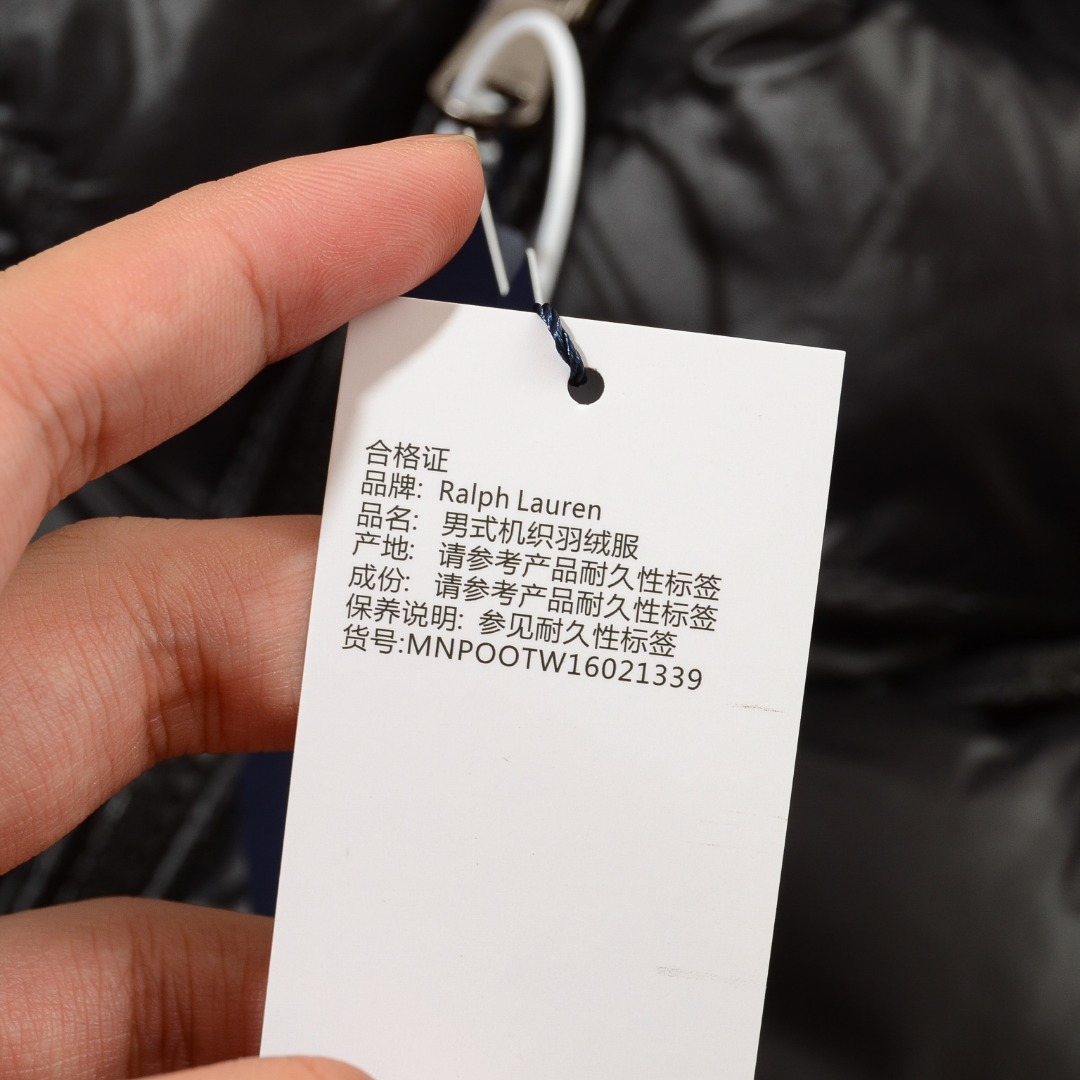 合格证
品牌: Ralph Lauren
品名: 男式机织羽绒服
产地: 请参考产品耐久性标签
成份: 请参考产品耐久性标签
保养说明: 参见耐久性标签
货号:MNPOOTW16021339